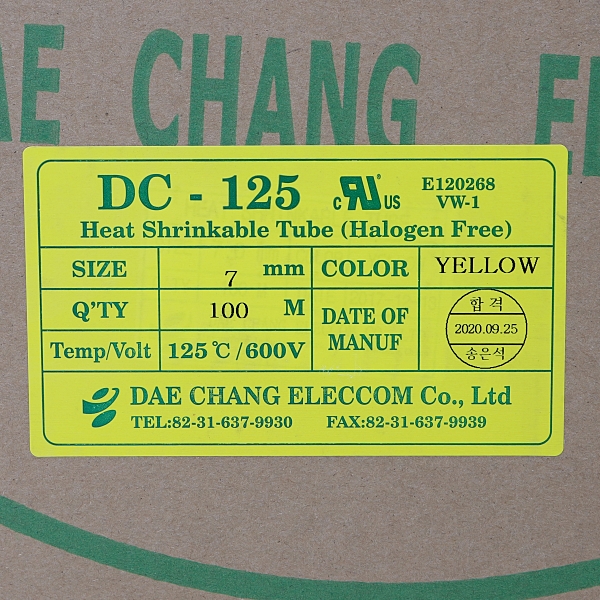 DAE CHANG EL
DC - 125
c RU US ®
E120268
VW-1
Heat Shrinkable Tube (Halogen Free)
SIZE 7 mm COLOR YELLOW
Q'TY 100 M
DATE OF MANUF
합격
2020.09.25
송은석
Temp/Volt 125℃/600V
DAE CHANG ELECCOM Co., Ltd
TEL:82-31-637-9930 FAX:82-31-637-9939